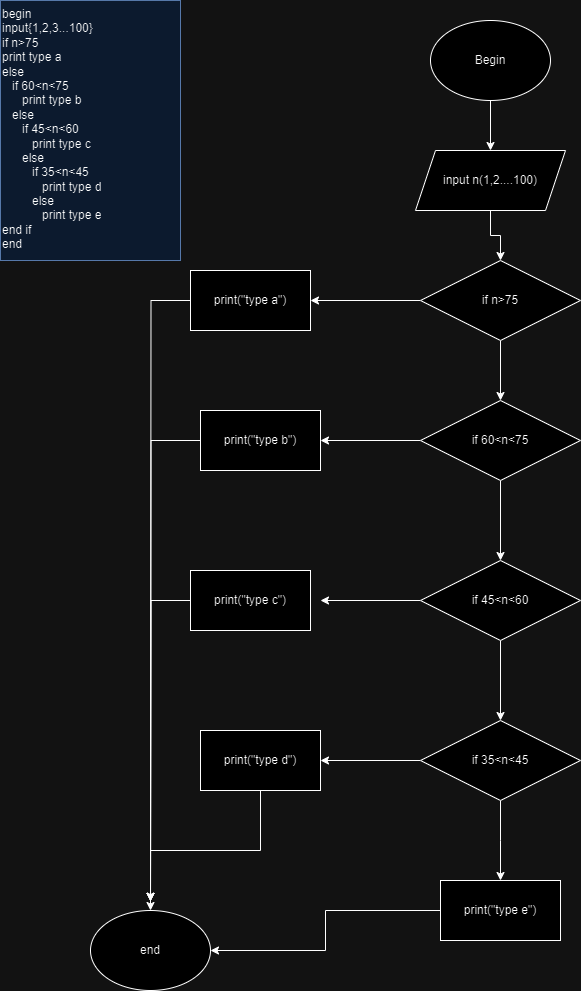 begin
input{1,2,3...100}
if n>75
print type a
else
if 60<n<75
print type b
else
if 45<n<60
print type c
else
if 35<n<45
print type d
else
print type e
end if
end
Begin
input n(1,2....100)
if n>75
print("type a")
if 60<n<75
print("type b")
if 45<n<60
print("type c")
if 35<n<45
print("type d")
print("type e")
end